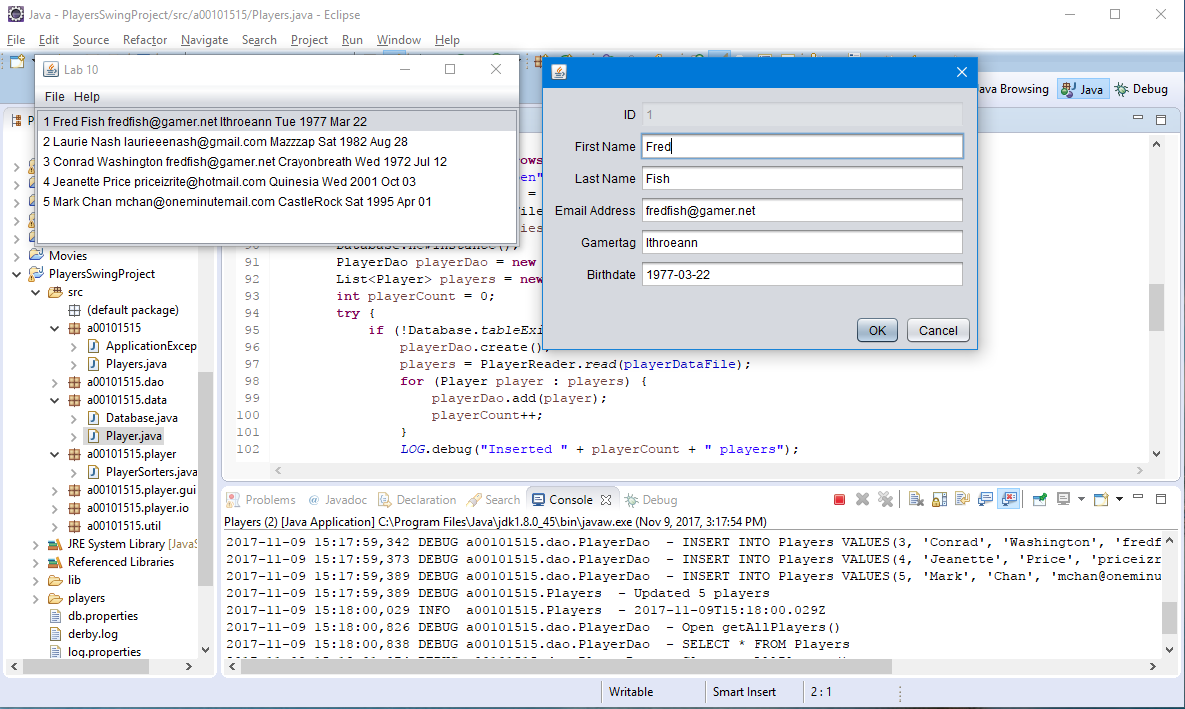 Java - PlayersSwingProject/src/a00101515/Players.java - Eclipse
File Edit Source Refactor Navigate Search Project Run Window Help
Lab 10
File Help
1 Fred Fish fredfish@gamer.net Ithroeann Tue 1977 Mar 22
2 Laurie Nash laurieeenash@gmail.com Mazzzap Sat 1982 Aug 28
3 Conrad Washington fredfish@gamer.net Crayonbreath Wed 1972 Jul 12
4 Jeanette Price priceizrite@hotmail.com Quinesia Wed 2001 Oct 03
5 Mark Chan mchan@oneminutemail.com CastleRock Sat 1995 Apr 01
ID 1
First Name Fred
Last Name Fish
Email Address fredfish@gamer.net
Gamertag Ithroeann
Birthdate 1977-03-22
OK Cancel
ava Browsing Java Debug
Movies
PlayersSwingProject
src
(default package)
a00101515
ApplicationExcep
Players.java
a00101515.dao
a00101515.data
Database.java
Player.java
a00101515.player
PlayerSorters.java
a00101515.player.gui
a00101515.player.io
a00101515.util
JRE System Library [JavaS
Referenced Libraries
lib
players
db.properties
derby.log
log.properties
91 PlayerDao playerDao = new
92 List<Player> players = new
93 int playerCount = 0;
94 try {
95 if (!Database.tableExi
96 playerDao.create();
97 players = PlayerReader.read(playerDataFile);
98 for (Player player : players) {
99 playerDao.add(player);
100 playerCount++;
101 }
102 LOG.debug("Inserted " + playerCount + " players");
Problems @ Javadoc Declaration Search Console Debug
Players (2) [Java Application] C:\Program Files\Java\jdk1.8.0_45\bin\javaw.exe (Nov 9, 2017, 3:17:54 PM)
2017-11-09 15:17:59,342 DEBUG a00101515.dao.PlayerDao - INSERT INTO Players VALUES(3, 'Conrad', 'Washington', 'fredf
2017-11-09 15:17:59,373 DEBUG a00101515.dao.PlayerDao - INSERT INTO Players VALUES(4, 'Jeanette', 'Price', 'priceizr
2017-11-09 15:17:59,389 DEBUG a00101515.dao.PlayerDao - INSERT INTO Players VALUES(5, 'Mark', 'Chan', 'mchan@oneminu
2017-11-09 15:17:59,389 DEBUG a00101515.Players - Updated 5 players
2017-11-09 15:18:00,029 INFO a00101515.Players - 2017-11-09T15:18:00.029Z
2017-11-09 15:18:00,826 DEBUG a00101515.dao.PlayerDao - Open getAllPlayers()
2017-11-09 15:18:00,838 DEBUG a00101515.dao.PlayerDao - SELECT * FROM Players
Writable Smart Insert 2 : 1